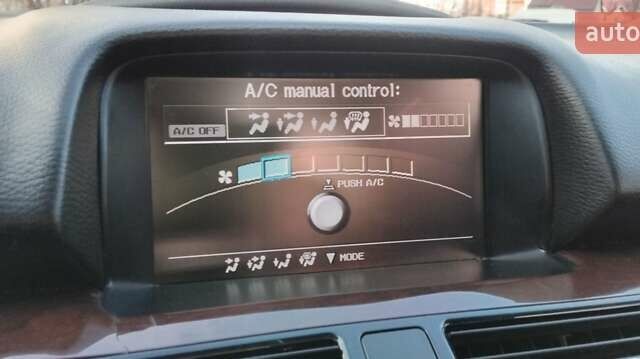 auto
A/C manual control:
A/C OFF
PUSH A/C
MODE